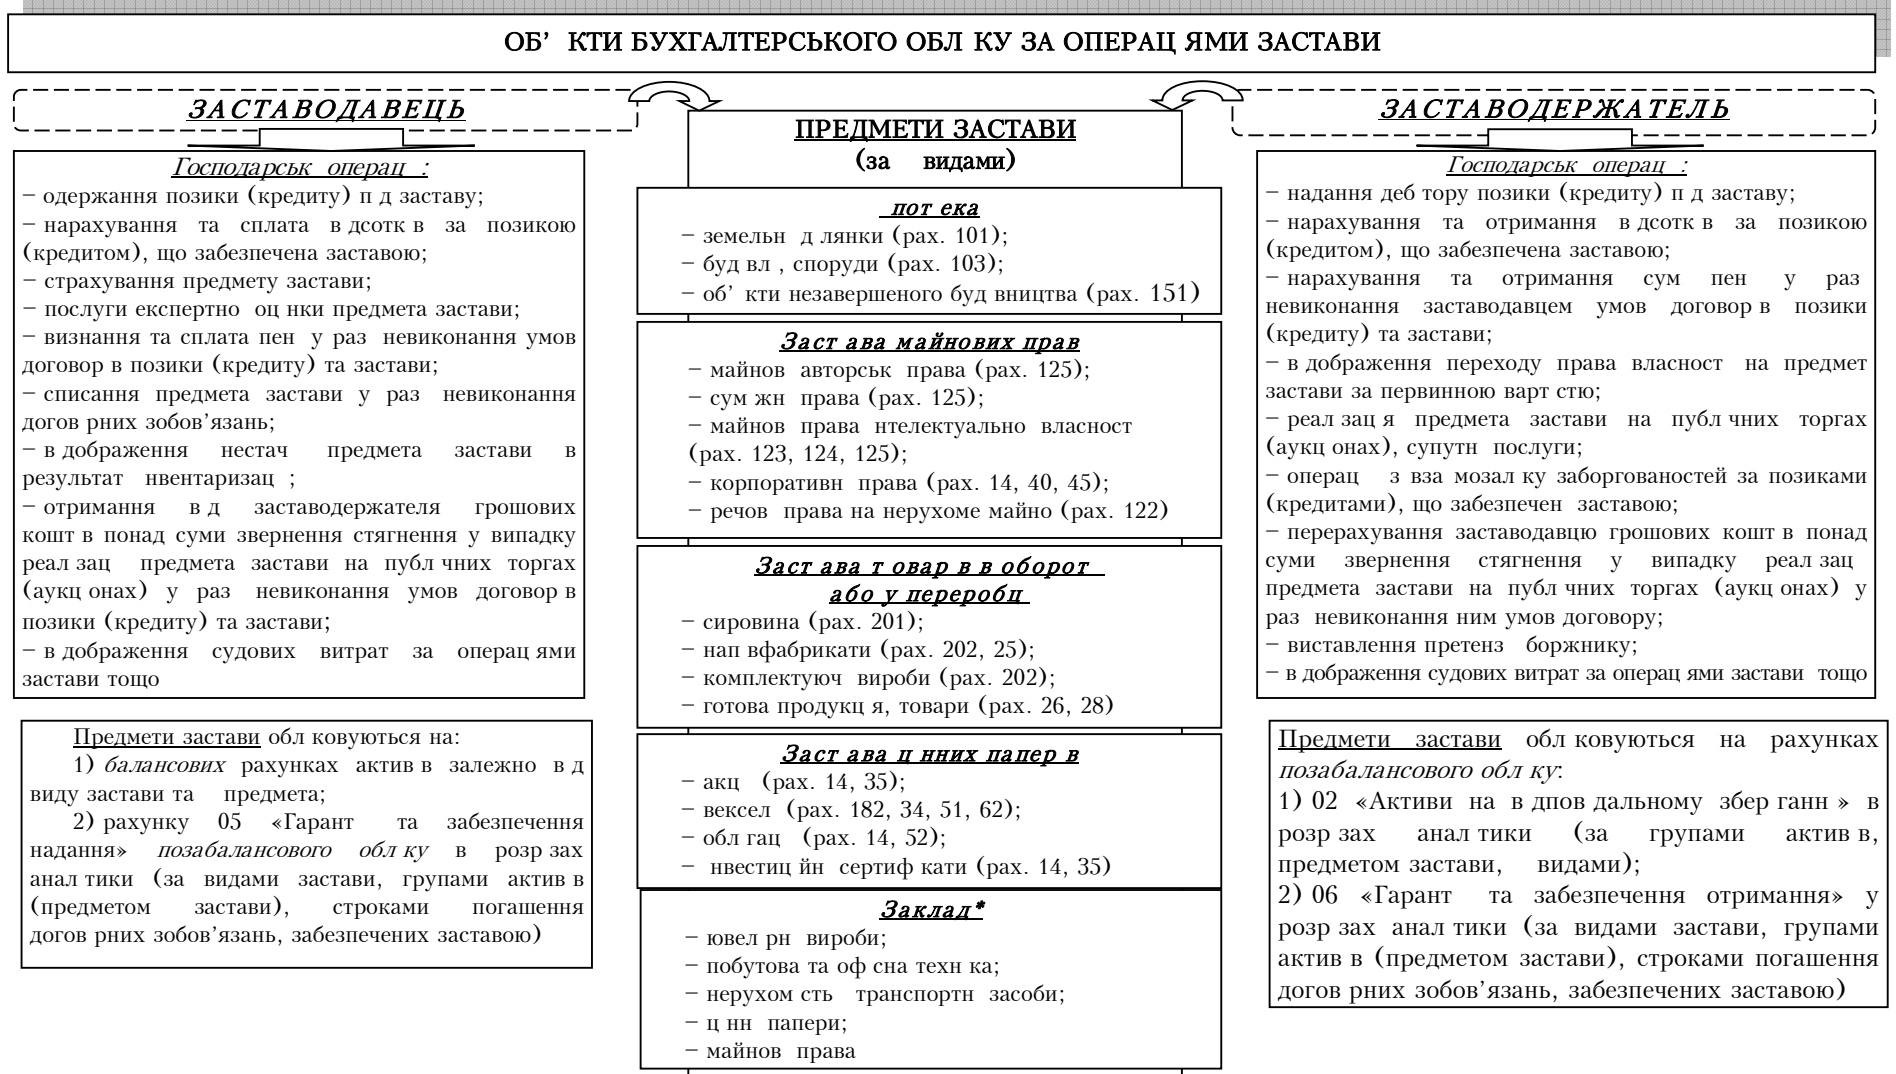 ОБ’ КТИ БУХГАЛТЕРСЬКОГО ОБЛ КУ ЗА ОПЕРАЦ ЯМИ ЗАСТАВИ
ЗАСТАВОДАВЕЦЬ
Господарськ операц :
– одержання позики (кредиту) п д заставу;
– нарахування та сплата в дсотк в за позикою
(кредитом), що забезпечена заставою;
– страхування предмету застави;
– послуги експертно оц нки предмета застави;
– визнання та сплата пен у раз невиконання умов
договор в позики (кредиту) та застави;
– списання предмета застави у раз невиконання
догов рних зобов’язань;
– в дображення нестач предмета застави в
результат нвентаризац ;
– отримання в д заставодержателя грошових
кошт в понад суми звернення стягнення у випадку
реал зац предмета застави на публ чних торгах
(аукц онах) у раз невиконання умов договор в
позики (кредиту) та застави;
– в дображення судових витрат за операц ями
застави тощо
Предмети застави обл ковуються на:
1) балансових рахунках актив в залежно в д
виду застави та предмета;
2) рахунку 05 «Гарант та забезпечення
надання» позабалансового обл ку в розр зах
анал тики (за видами застави, групами актив в
(предметом застави), строками погашення
догов рних зобов’язань, забезпечених заставою)
ПРЕДМЕТИ ЗАСТАВИ
(за видами)
пот ека
– земельн д лянки (рах. 101);
– буд вл , споруди (рах. 103);
– об’ кти незавершеного буд вництва (рах. 151)
Заст ава майнових прав
– майнов авторськ права (рах. 125);
– сум жн права (рах. 125);
– майнов права нтелектуально власност
(рах. 123, 124, 125);
– корпоративн права (рах. 14, 40, 45);
– речов права на нерухоме майно (рах. 122)
Заст ава т овар в в оборот
або у переробц
– сировина (рах. 201);
– нап вфабрикати (рах. 202, 25);
– комплектуюч вироби (рах. 202);
– готова продукц я, товари (рах. 26, 28)
Заст ава ц нних папер в
– акц (рах. 14, 35);
– вексел (рах. 182, 34, 51, 62);
– обл гац (рах. 14, 52);
– нвестиц йн сертиф кати (рах. 14, 35)
Заклад*
– ювел рн вироби;
– побутова та оф сна техн ка;
– нерухом сть транспортн засоби;
– ц нн папери;
– майнов права
ЗАСТАВОДЕРЖАТЕЛЬ
Господарськ операц :
– надання деб тору позики (кредиту) п д заставу;
– нарахування та отримання в дсотк в за позикою
(кредитом), що забезпечена заставою;
– нарахування та отримання сум пен у раз
невиконання заставодавцем умов договор в позики
(кредиту) та застави;
– в дображення переходу права власност на предмет
застави за первинною варт стю;
– реал зац я предмета застави на публ чних торгах
(аукц онах), супутн послуги;
– операц з вза мозал ку заборгованостей за позиками
(кредитами), що забезпечен заставою;
– перерахування заставодавцю грошових кошт в понад
суми звернення стягнення у випадку реал зац
предмета застави на публ чних торгах (аукц онах) у
раз невиконання ним умов договору;
– виставлення претенз боржнику;
– в дображення судових витрат за операц ями застави тощо
Предмети застави обл ковуються на рахунках
позабалансового обл ку:
1) 02 «Активи на в дпов дальному збер ганн » в
розр зах анал тики (за групами актив в,
предметом застави, видами);
2) 06 «Гарант та забезпечення отримання» у
розр зах анал тики (за видами застави, групами
актив в (предметом застави), строками погашення
догов рних зобов’язань, забезпечених заставою)